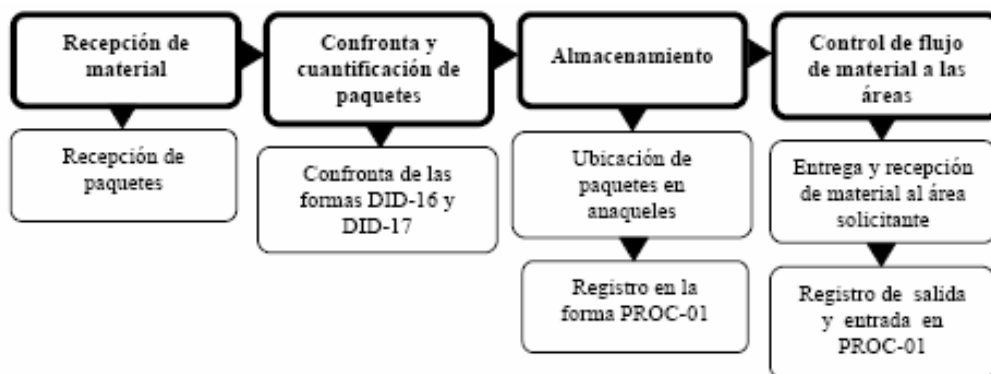 Recepción de
material
Confronta y
cuantificación de
paquetes
Almacenamiento
Control de flujo
de material a las
áreas
Recepción de
paquetes
Confronta de las
formas DID-16 y
DID-17
Ubicación de
paquetes en
anaqueles
Entrega y recepción
de material al área
solicitante
Registro en la
forma PROC-01
Registro de salida
y entrada en
PROC-01